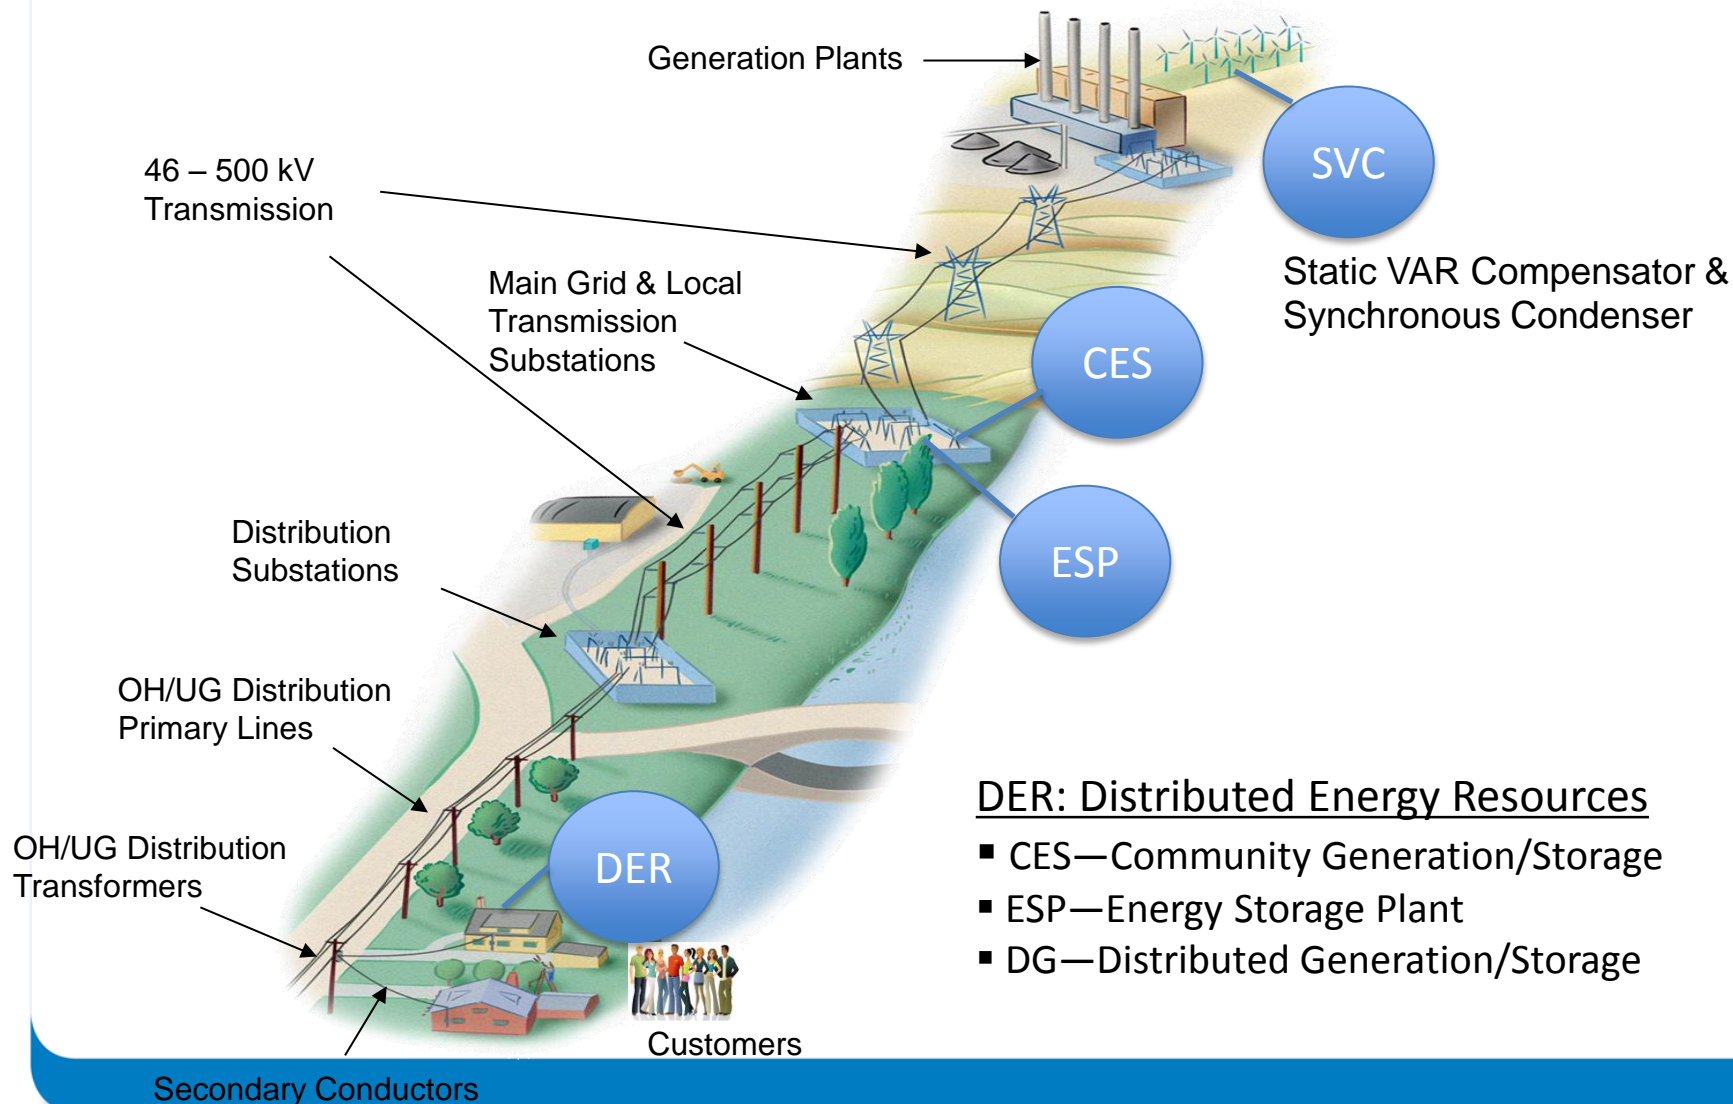 Generation Plants
SVC
46 – 500 kV
Transmission
Static VAR Compensator &
Synchronous Condenser
Main Grid & Local
Transmission
Substations
CES
ESP
Distribution
Substations
OH/UG Distribution
Primary Lines
DER: Distributed Energy Resources
▪ CES—Community Generation/Storage
▪ ESP—Energy Storage Plant
▪ DG—Distributed Generation/Storage
OH/UG Distribution
Transformers
DER
Customers
Secondary Conductors